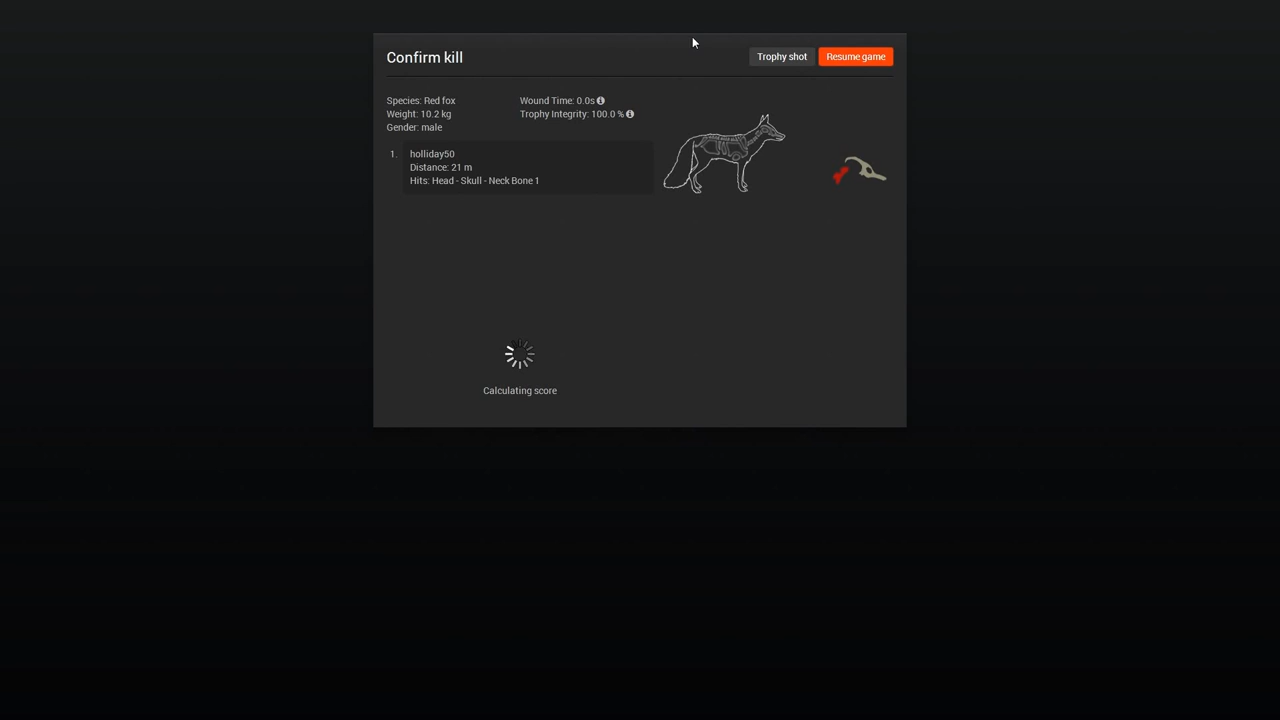 Confirm kill
Trophy shot
Resume game
Species: Red fox
Weight: 10.2 kg
Gender: male
Wound Time: 0.0s
Trophy Integrity: 100.0 %
1.
holliday50
Distance: 21 m
Hits: Head - Skull - Neck Bone 1
Calculating score